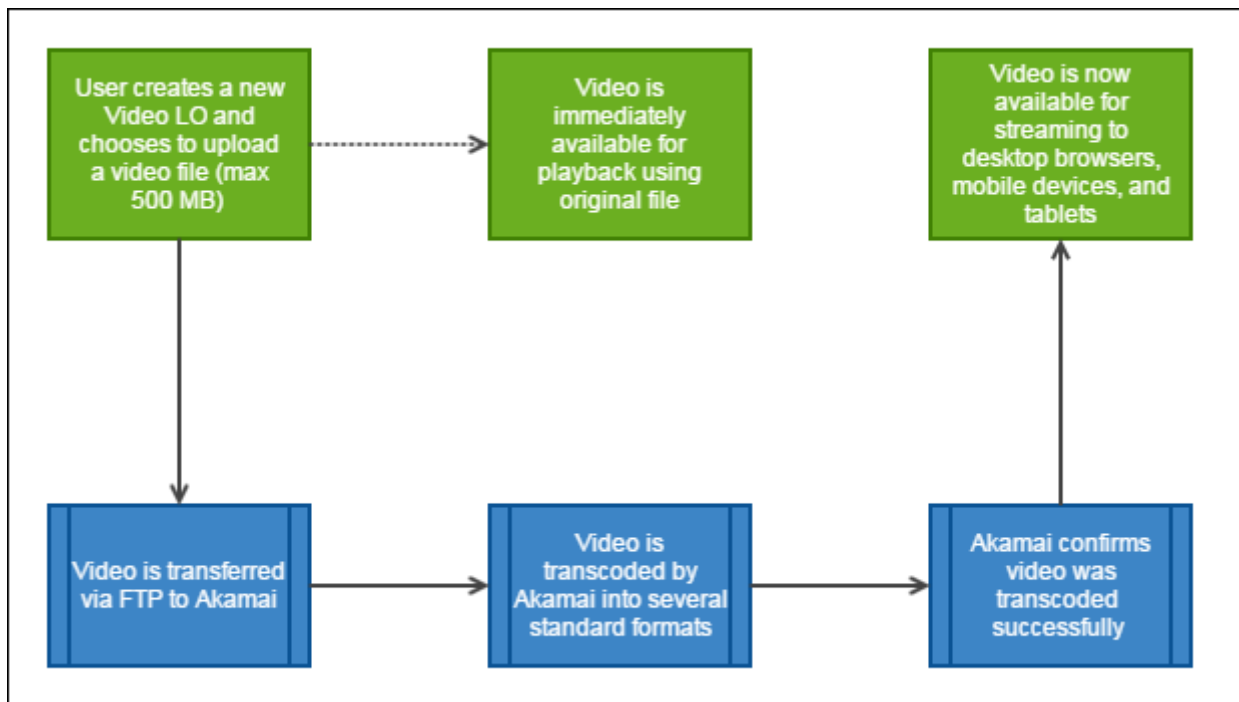 User creates a new
Video LO and
chooses to upload
a video file (max
500 MB)
Video is
immediately
available for
playback using
original file
Video is now
available for
streaming to
desktop browsers,
mobile devices, and
tablets
Video is transferred
via FTP to Akamai
Video is
transcoded by
Akamai into several
standard formats
Akamai confirms
video was
transcoded
successfully